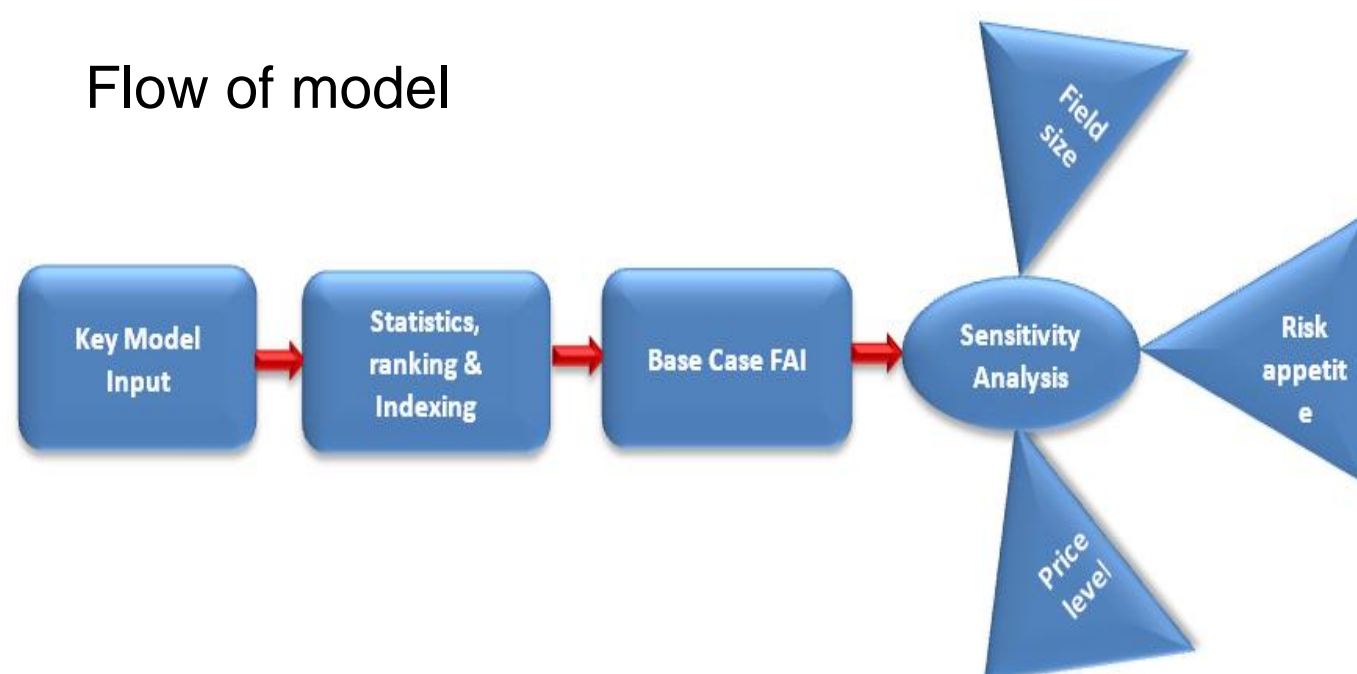 Flow of model
Key Model
Input
Statistics,
ranking &
Indexing
Base Case FAI
Sensitivity
Analysis
Field
size
Risk
appetit
e
Price
level